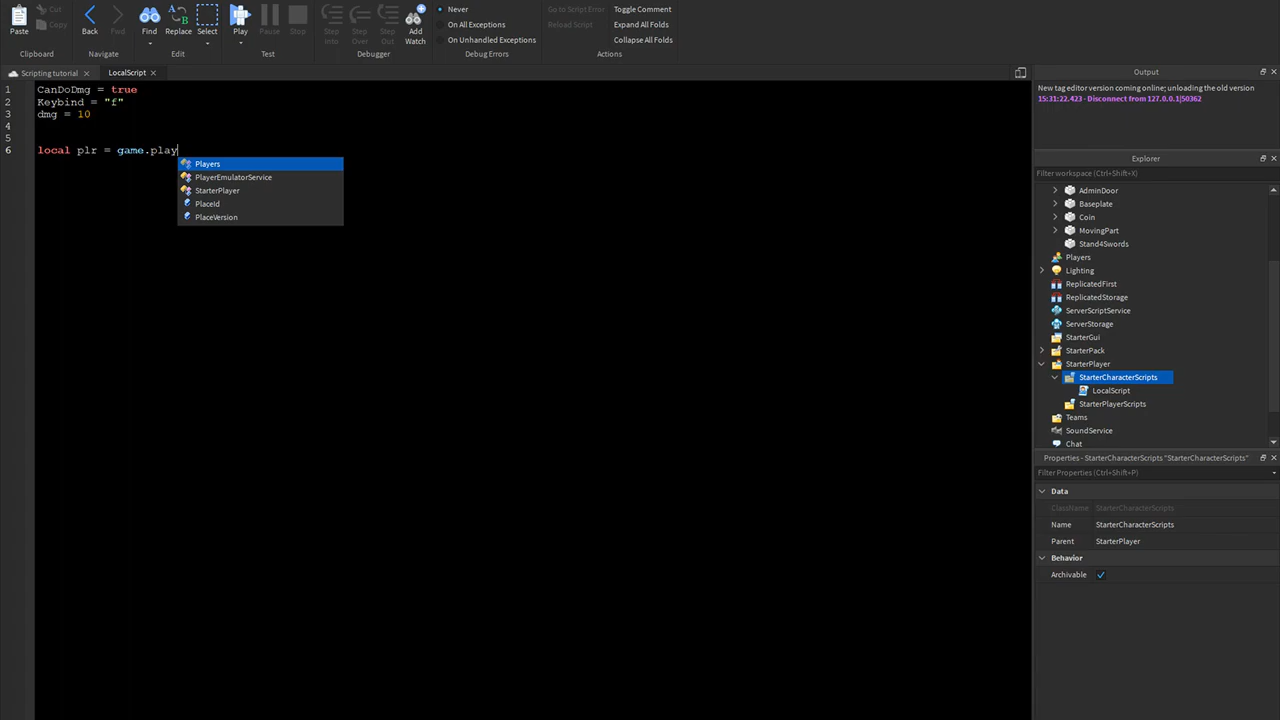 Paste
Cut
Copy
Clipboard
Back
Fwd
Navigate
Find
Replace
Select
Edit
Play
Pause
Stop
Test
Step
Into
Step
Over
Step
Out
Add
Watch
Debugger
Never
On All Exceptions
On Unhandled Exceptions
Debug Errors
Go to Script Error
Reload Script
Toggle Comment
Expand All Folds
Collapse All Folds
Actions
Scripting tutorial
LocalScript
1 CanDoDmg = true
2 Keybind = "f"
3 dmg = 10
4
5
6 local plr = game.play
Players
PlayerEmulatorService
StarterPlayer
PlaceId
PlaceVersion
Output
New tag editor version coming online; unloading the old version
15:31:22.423 - Disconnect from 127.0.0.1|50362
Explorer
Filter workspace (Ctrl+Shift+X)
AdminDoor
Baseplate
Coin
MovingPart
Stand4Swords
Players
Lighting
ReplicatedFirst
ReplicatedStorage
ServerScriptService
ServerStorage
StarterGui
StarterPack
StarterPlayer
StarterCharacterScripts
LocalScript
StarterPlayerScripts
Teams
SoundService
Chat
Properties - StarterCharacterScripts "StarterCharacterScripts"
Filter Properties (Ctrl+Shift+P)
Data
ClassName StarterCharacterScripts
Name StarterCharacterScripts
Parent StarterPlayer
Behavior
Archivable